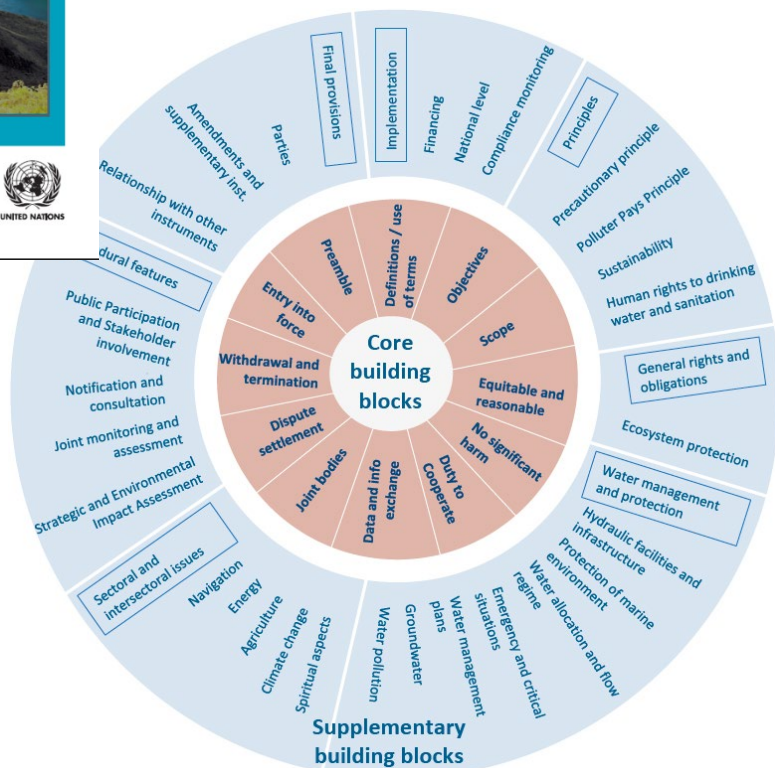 UNITED NATIONS
Final provisions
Parties
Amendments and
supplementary inst.
Relationship with other
instruments
Implementation
Financing
National level
Compliance monitoring
Principles
Precautionary principle
Polluter Pays Principle
Sustainability
Human rights to drinking
water and sanitation
General rights and
obligations
Ecosystem protection
Water management
and protection
Hydraulic facilities and
infrastructure
Protection of marine
environment
Water allocation and flow
regime
Emergency and critical
situations
Water management
plans
Groundwater
Water pollution
Sectoral and
intersectoral issues
Navigation
Energy
Agriculture
Climate change
Spiritual aspects
dural features
Public Participation
and Stakeholder
involvement
Notification and
consultation
Joint monitoring and
assessment
Strategic and Environmental
Impact Assessment
Core
building
blocks
Definitions / use
of terms
Objectives
Scope
Equitable and
reasonable
No significant
harm
Duty to
Cooperate
Data and info
exchange
Joint bodies
Dispute
settlement
Withdrawal and
termination
Entry into
force
Preamble
Supplementary
building blocks